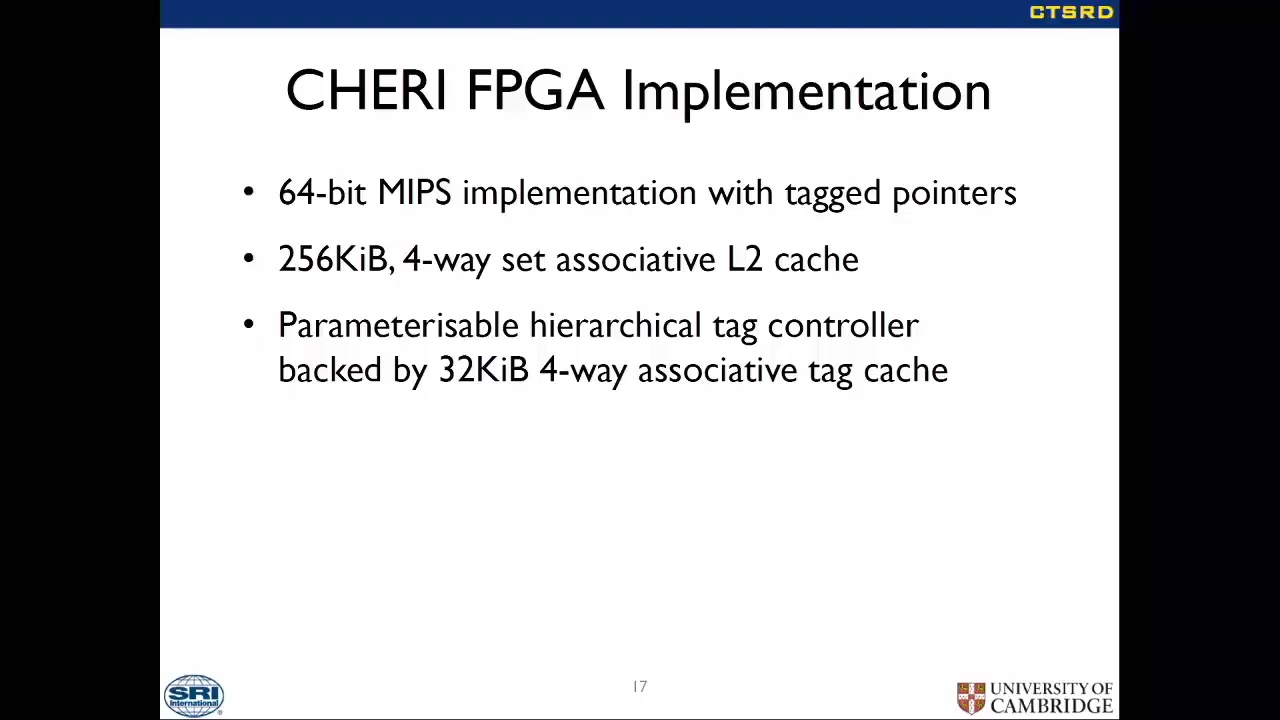 CTSRD
CHERI FPGA Implementation
• 64-bit MIPS implementation with tagged pointers
• 256KiB, 4-way set associative L2 cache
• Parameterisable hierarchical tag controller
backed by 32KiB 4-way associative tag cache
SRI
International®
17
UNIVERSITY OF
CAMBRIDGE